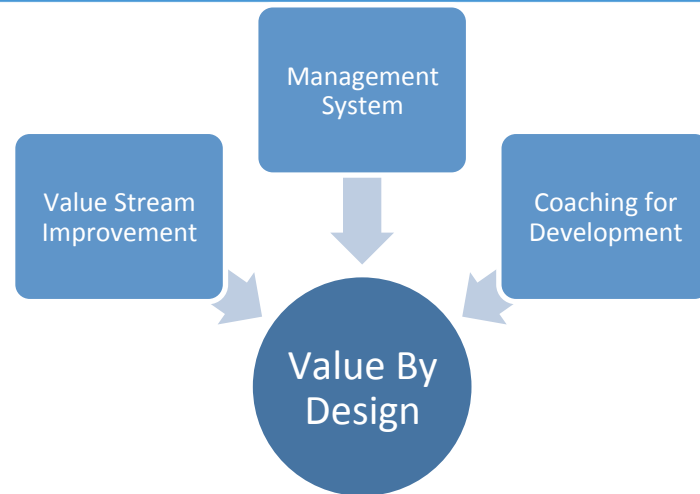 Management
System
Value Stream
Improvement
Coaching for
Development
Value By
Design